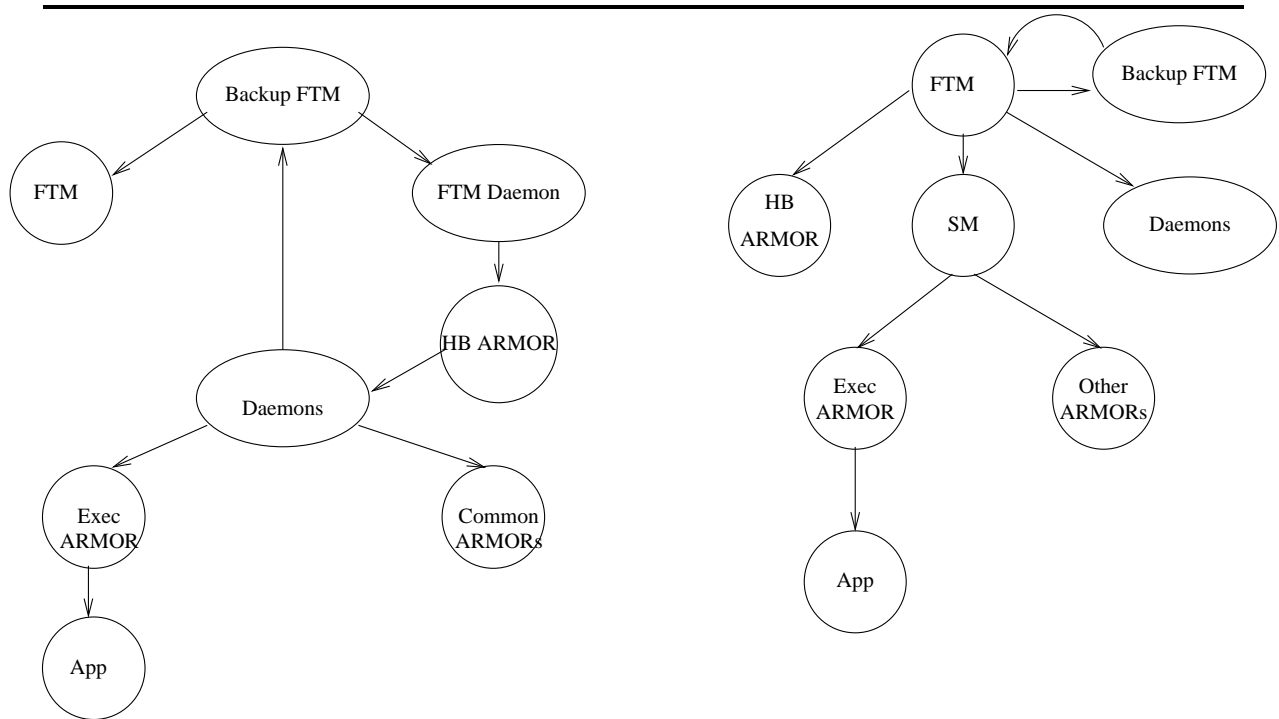 Backup FTM
FTM
FTM Daemon
HB ARMOR
Daemons
Exec
ARMOR
Common
ARMORs
App
FTM
Backup FTM
HB
ARMOR
SM
Daemons
Exec
ARMOR
Other
ARMORs
App